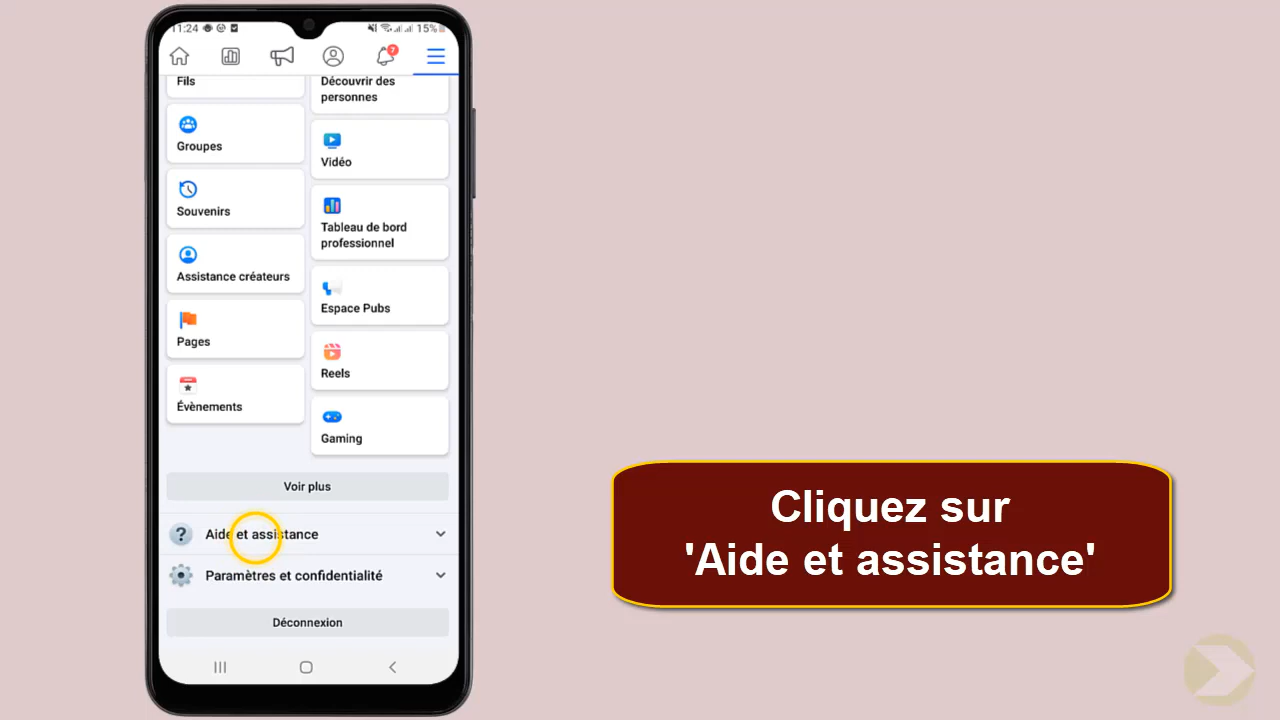 11:24
15%
7
Fils
Découvrir des
personnes
Groupes
Vidéo
Souvenirs
Tableau de bord
professionnel
Assistance créateurs
Espace Pubs
Pages
Reels
Évènements
Gaming
Voir plus
? Aide et assistance
Paramètres et confidentialité
Déconnexion
Cliquez sur
'Aide et assistance'